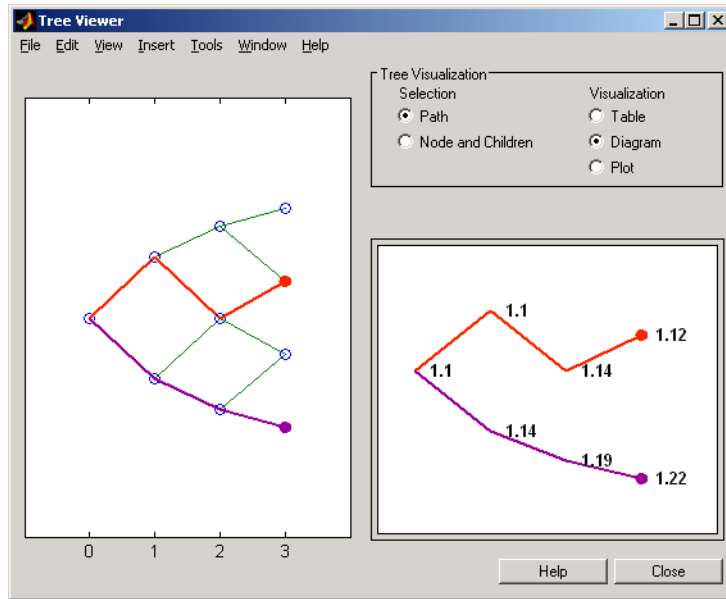 Tree Viewer
File Edit View Insert Tools Window Help
Tree Visualization
Selection Visualization
Path Table
Node and Children Diagram
Plot
1.1
1.12
1.1 1.14
1.14
1.19
1.22
0 1 2 3
Help Close